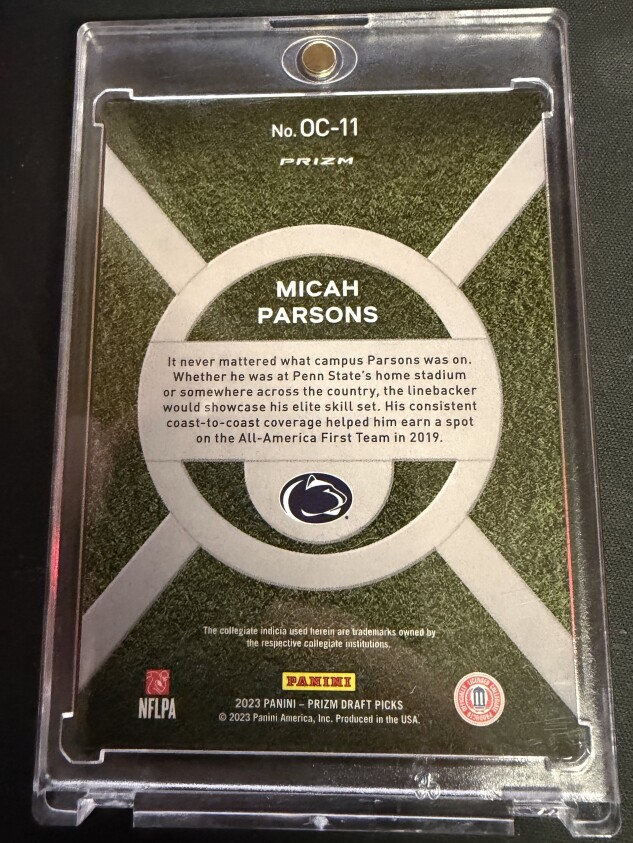 No. OC-11
PRIZM
MICAH
PARSONS
It never mattered what campus Parsons was on.
Whether he was at Penn State's home stadium
or somewhere across the country, the linebacker
would showcase his elite skill set. His consistent
coast-to-coast coverage helped him earn a spot
on the All-America First Team in 2019.
The collegiate indicia used herein are trademarks owned by
the respective collegiate institutions.
PANINI
NFLPA
2023 PANINI – PRIZM DRAFT PICKS
© 2023 Panini America, Inc. Produced in the USA.
OFFICIALLY LICENSED COLLEGIATE PRODUCTS